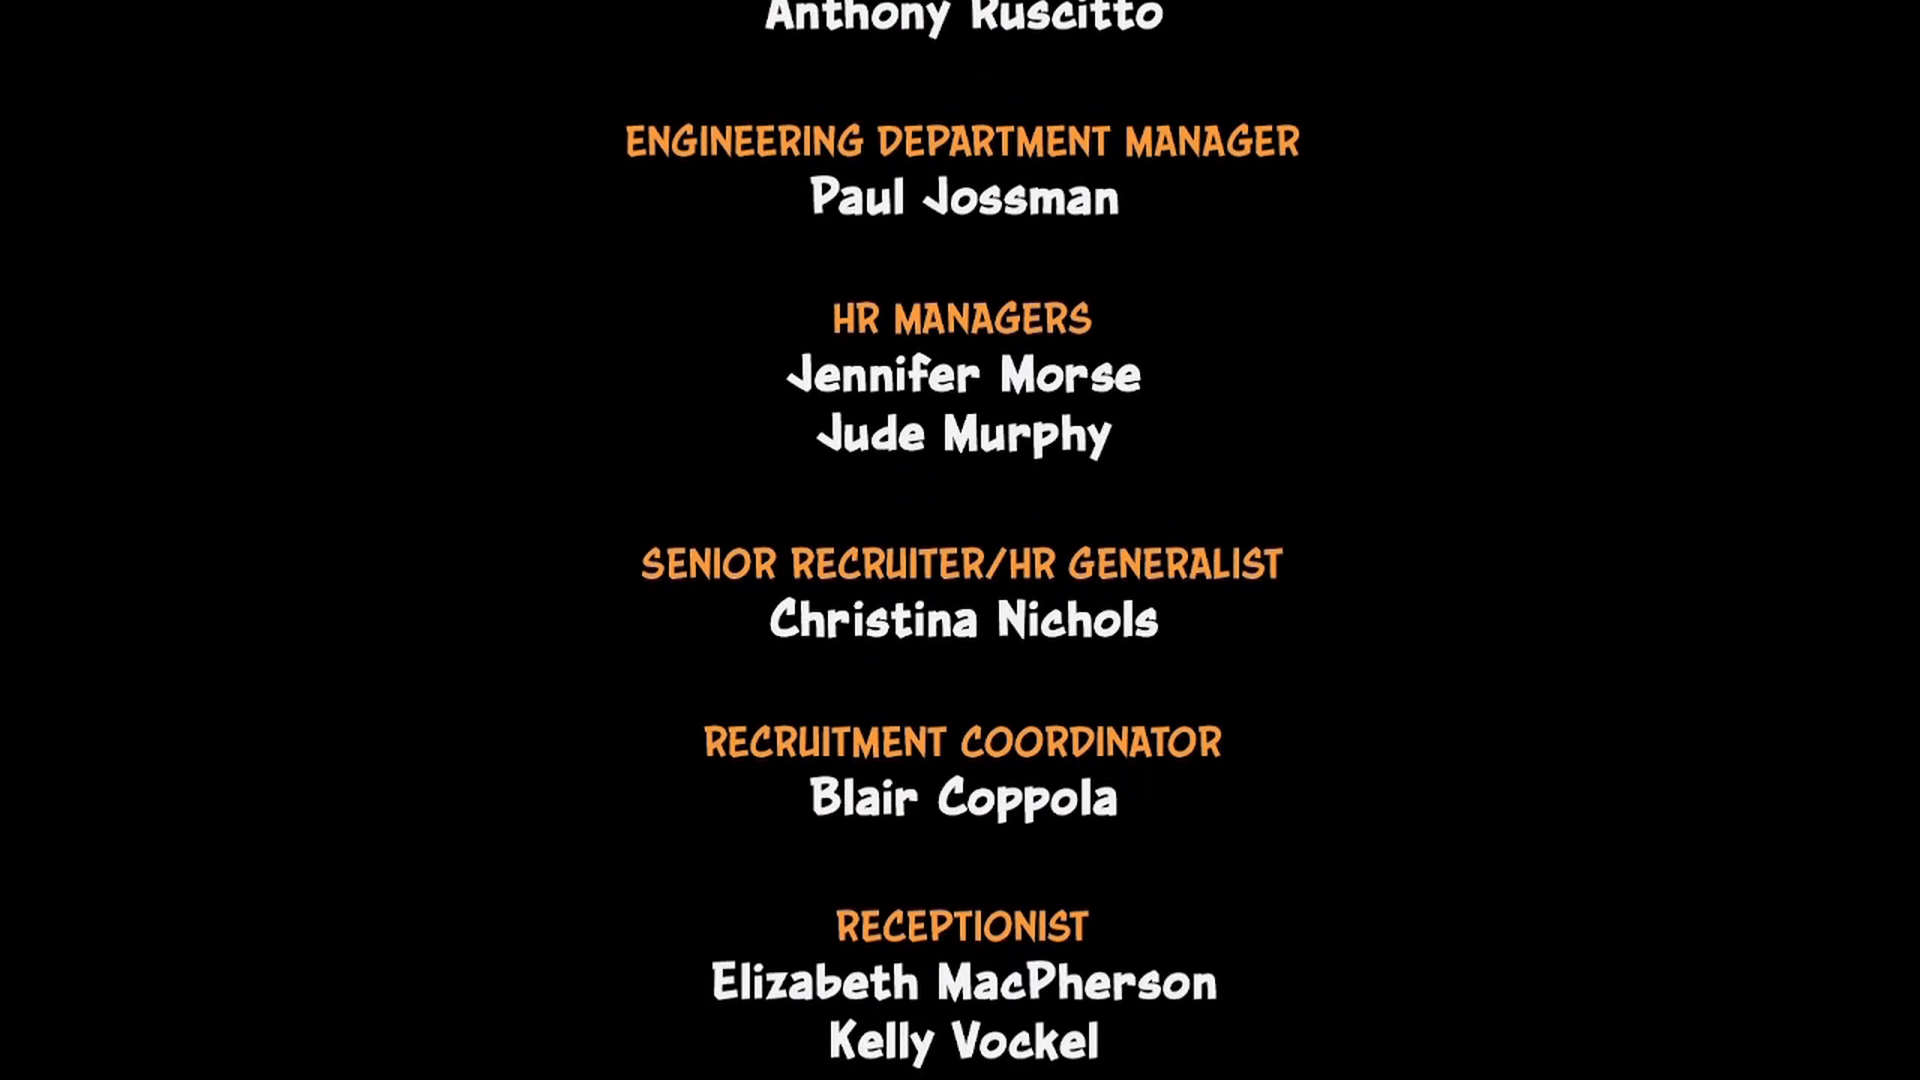 Anthony Ruscitto
ENGINEERING DEPARTMENT MANAGER
Paul Jossman
HR MANAGERS
Jennifer Morse
Jude Murphy
SENIOR RECRUITER/HR GENERALIST
Christina Nichols
RECRUITMENT COORDINATOR
Blair Coppola
RECEPTIONIST
Elizabeth MacPherson
Kelly Vockel